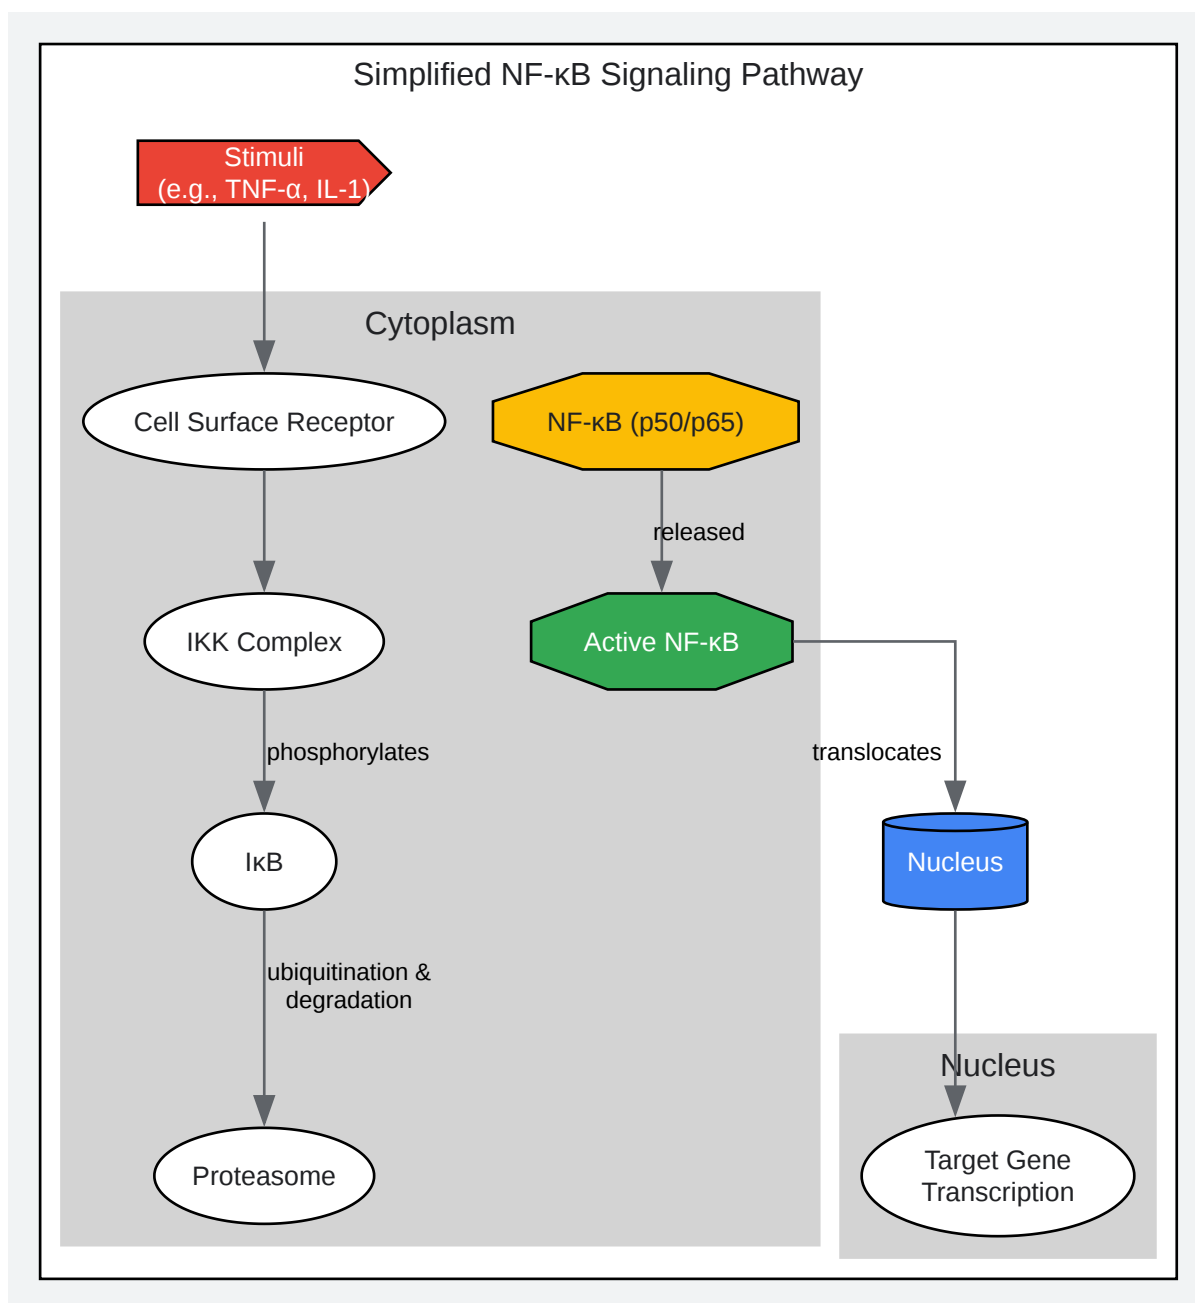 Simplified NF-κB Signaling Pathway
Stimuli
(e.g., TNF-α, IL-1)
Cytoplasm
Cell Surface Receptor
NF-κB (p50/p65)
released
IKK Complex
Active NF-κB
phosphorylates
translocates
IκB
Nucleus
ubiquitination &
degradation
Nucleus
Proteasome
Target Gene
Transcription